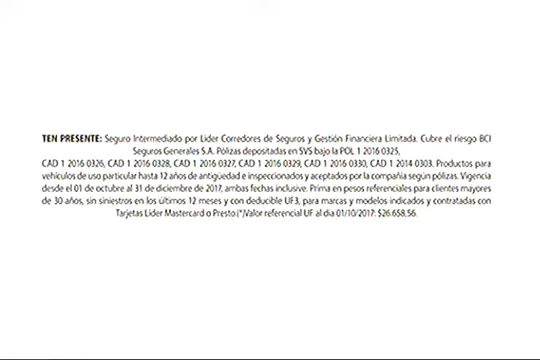 TEN PRESENTE: Seguro Intermediado por Lider Corredores de Seguros y Gestión Financiera Limitada. Cubre el riesgo BCI
Seguros Generales S.A. Pólizas depositadas en SVS bajo la POL 1 2016 0325,
CAD 1 2016 0326, CAD 1 2016 0328, CAD 1 2016 0327, CAD 1 2016 0329, CAD 1 2016 0330, CAD 1 2014 0303. Productos para
vehículos de uso particular hasta 12 años de antigüedad e inspeccionados y aceptados por la compañía según pólizas. Vigencia
desde el 01 de octubre al 31 de diciembre de 2017, ambas fechas inclusive. Prima en pesos referenciales para clientes mayores
de 30 años, sin siniestros en los últimos 12 meses y con deducible UF3, para marcas y modelos indicados y contratadas con
Tarjetas Lider Mastercard o Presto.(*)Valor referencial UF al dia 01/10/2017: $26.658,56.